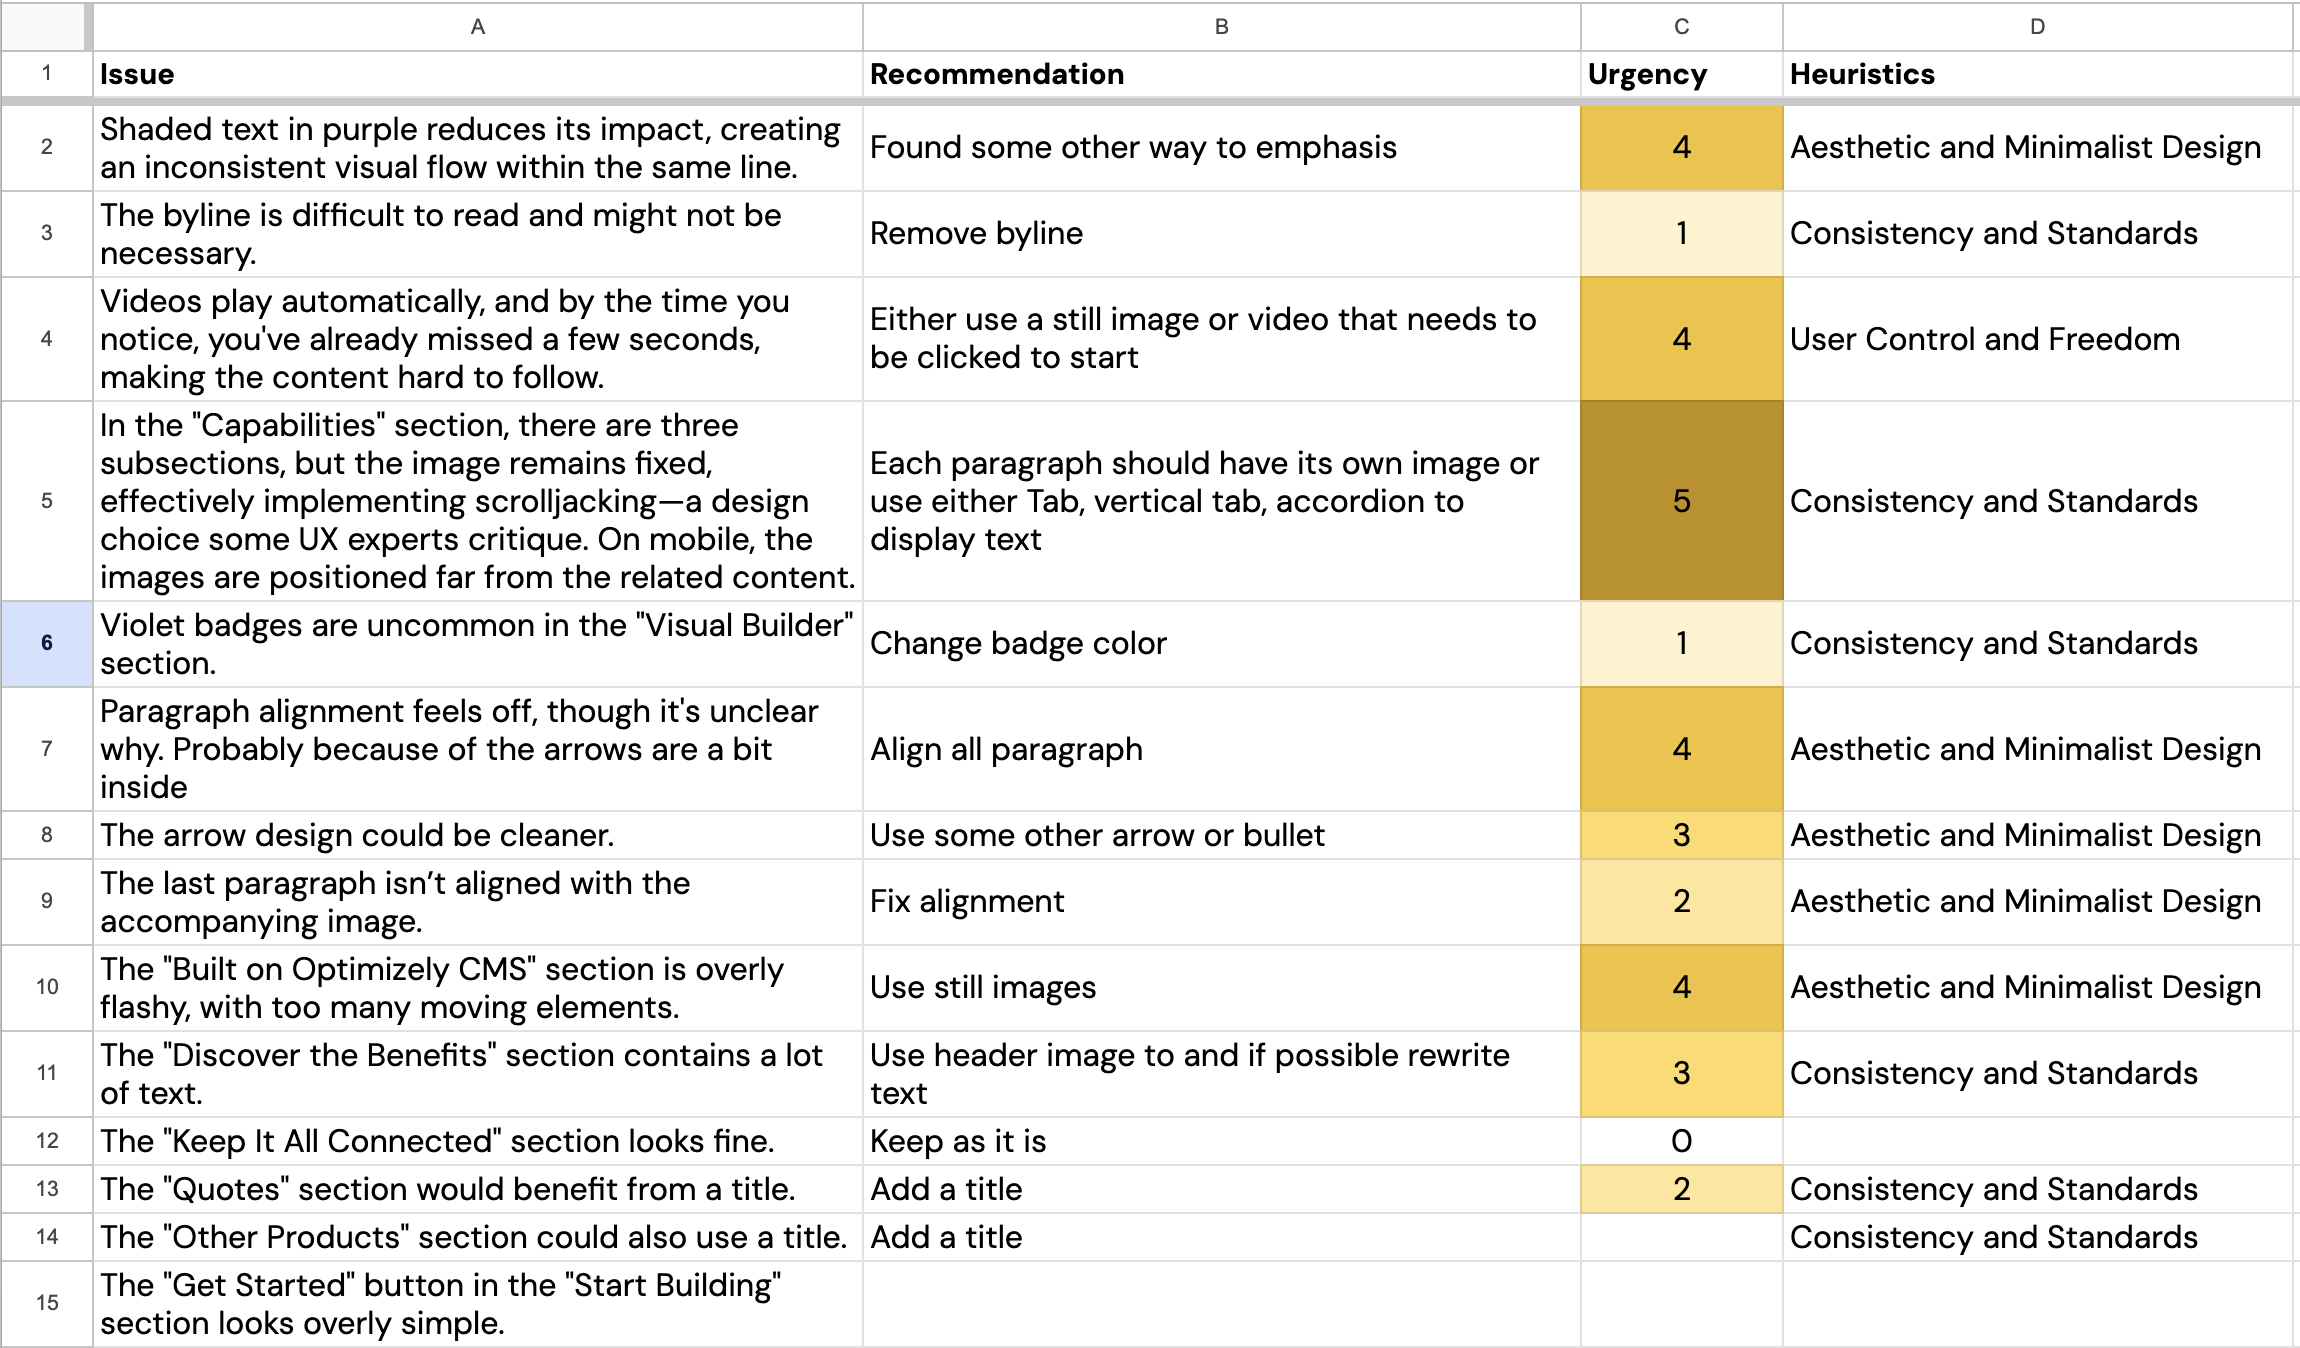 A B C D
1 Issue Recommendation Urgency Heuristics
2 Shaded text in purple reduces its impact, creating
an inconsistent visual flow within the same line.
Found some other way to emphasis
4
Aesthetic and Minimalist Design
3 The byline is difficult to read and might not be
necessary.
Remove byline
1
Consistency and Standards
4 Videos play automatically, and by the time you
notice, you've already missed a few seconds,
making the content hard to follow.
Either use a still image or video that needs to
be clicked to start
4
User Control and Freedom
5 In the "Capabilities" section, there are three
subsections, but the image remains fixed,
effectively implementing scrolljacking—a design
choice some UX experts critique. On mobile, the
images are positioned far from the related content.
Each paragraph should have its own image or
use either Tab, vertical tab, accordion to
display text
5
Consistency and Standards
6 Violet badges are uncommon in the "Visual Builder"
section.
Change badge color
1
Consistency and Standards
7 Paragraph alignment feels off, though it's unclear
why. Probably because of the arrows are a bit
inside
Align all paragraph
4
Aesthetic and Minimalist Design
8 The arrow design could be cleaner.
Use some other arrow or bullet
3
Aesthetic and Minimalist Design
9 The last paragraph isn’t aligned with the
accompanying image.
Fix alignment
2
Aesthetic and Minimalist Design
10 The "Built on Optimizely CMS" section is overly
flashy, with too many moving elements.
Use still images
4
Aesthetic and Minimalist Design
11 The "Discover the Benefits" section contains a lot
of text.
Use header image to and if possible rewrite
text
3
Consistency and Standards
12 The "Keep It All Connected" section looks fine.
Keep as it is
0
13 The "Quotes" section would benefit from a title.
Add a title
2
Consistency and Standards
14 The "Other Products" section could also use a title.
Add a title
Consistency and Standards
15 The "Get Started" button in the "Start Building"
section looks overly simple.